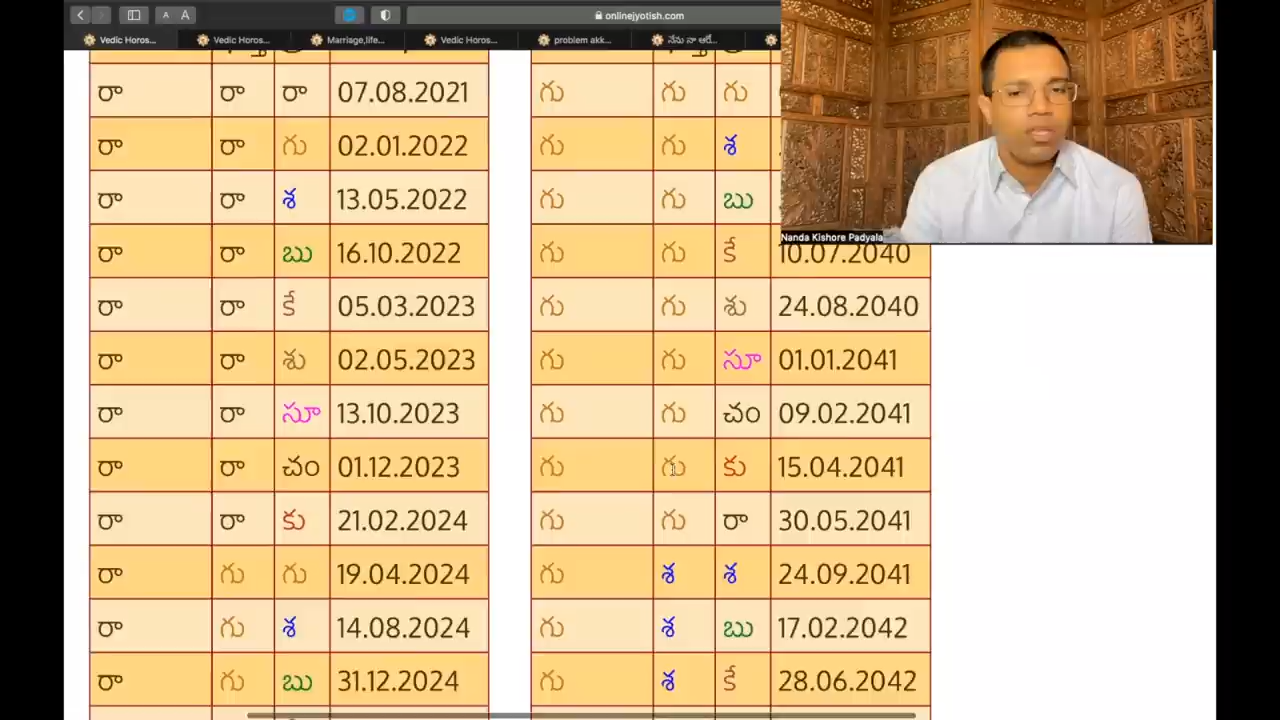 A A
onlinejyotish.com
Vedic Horos...
Vedic Horos...
Marriage,life...
Vedic Horos...
problem akk...
నేను నా ఆరో...
Nanda Kishore Padyala
రా రా రా 07.08.2021
రా రా గు 02.01.2022
రా రా శ 13.05.2022
రా రా బు 16.10.2022
రా రా కే 05.03.2023
రా రా శు 02.05.2023
రా రా సూ 13.10.2023
రా రా చం 01.12.2023
రా రా కు 21.02.2024
రా గు గు 19.04.2024
రా గు శ 14.08.2024
రా గు బు 31.12.2024
గు గు గు
గు గు శ
గు గు బు
గు గు కే 10.07.2040
గు గు శు 24.08.2040
గు గు సూ 01.01.2041
గు గు చం 09.02.2041
గు గు కు 15.04.2041
గు గు రా 30.05.2041
గు శ శ 24.09.2041
గు శ బు 17.02.2042
గు శ కే 28.06.2042